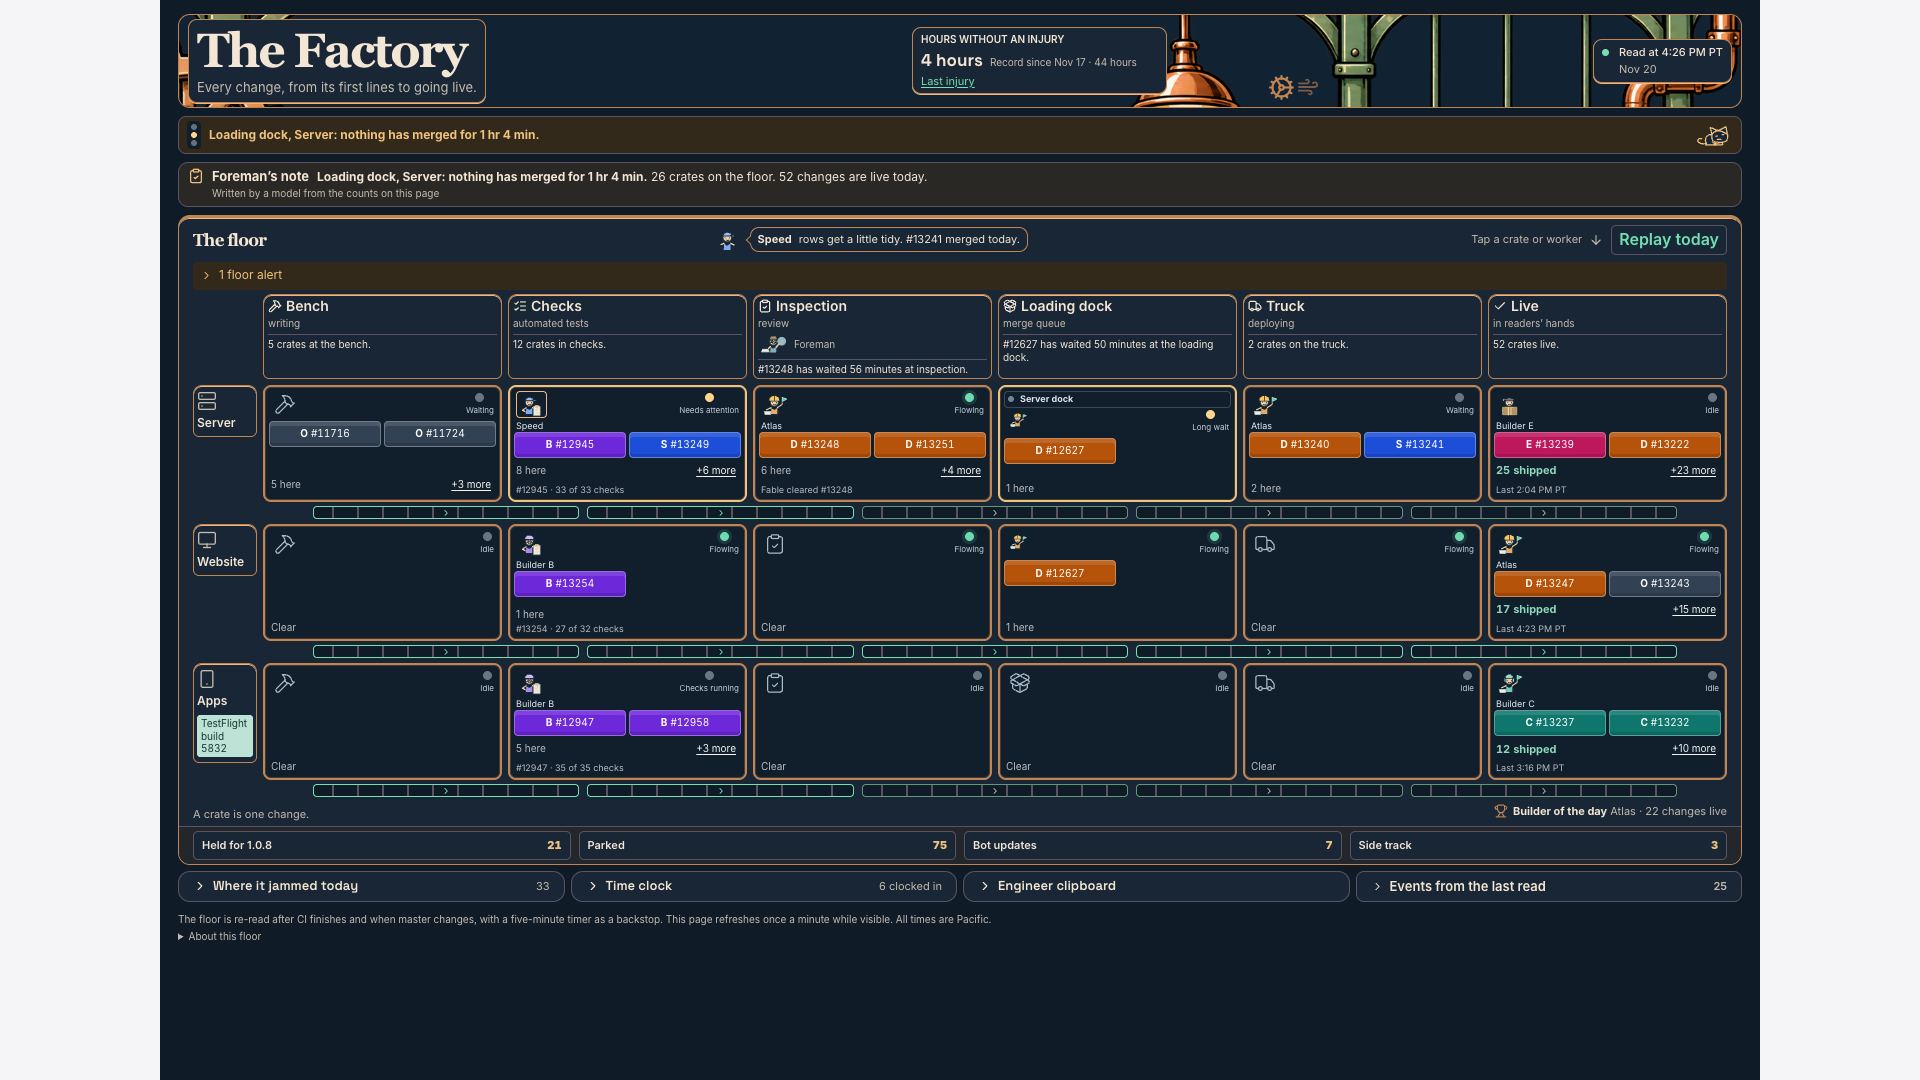 The Factory
Every change, from its first lines to going live.
HOURS WITHOUT AN INJURY
4 hours Record since Nov 17 · 44 hours
Last injury
Read at 4:26 PM PT
Nov 20
Loading dock, Server: nothing has merged for 1 hr 4 min.
Foreman’s note Loading dock, Server: nothing has merged for 1 hr 4 min. 26 crates on the floor. 52 changes are live today.
Written by a model from the counts on this page
The floor
Speed rows get a little tidy. #13241 merged today.
Tap a crate or worker ↓
Replay today
1 floor alert
Bench
writing
5 crates at the bench.
Checks
automated tests
12 crates in checks.
Inspection
review
Foreman
#13248 has waited 56 minutes at inspection.
Loading dock
merge queue
#12627 has waited 50 minutes at the loading
dock.
Truck
deploying
2 crates on the truck.
Live
in readers’ hands
52 crates live.
Server
Waiting
O #11716 O #11724
5 here +3 more
Needs attention
Speed
B #12945 S #13249
8 here +6 more
#12945 · 33 of 33 checks
Flowing
Atlas
D #13248 D #13251
6 here +4 more
Fable cleared #13248
Server dock
Long wait
D #12627
1 here
Waiting
Atlas
D #13240 S #13241
2 here
Idle
Builder E
E #13239 D #13222
25 shipped +23 more
Last 2:04 PM PT
Website
Idle
Clear
Flowing
Builder B
B #13254
1 here
#13254 · 27 of 32 checks
Flowing
Clear
Flowing
D #12627
1 here
Flowing
Clear
Flowing
Atlas
D #13247 O #13243
17 shipped +15 more
Last 4:23 PM PT
Apps
TestFlight
build
5832
Idle
Clear
Checks running
Builder B
B #12947 B #12958
5 here +3 more
#12947 · 35 of 35 checks
Idle
Clear
Idle
Clear
Idle
Clear
Idle
Builder C
C #13237 C #13232
12 shipped +10 more
Last 3:16 PM PT
A crate is one change.
Builder of the day Atlas · 22 changes live
Held for 1.0.8 21
Parked 75
Bot updates 7
Side track 3
Where it jammed today 33
Time clock 6 clocked in
Engineer clipboard
Events from the last read 25
The floor is re-read after CI finishes and when master changes, with a five-minute timer as a backstop. This page refreshes once a minute while visible. All times are Pacific.
About this floor